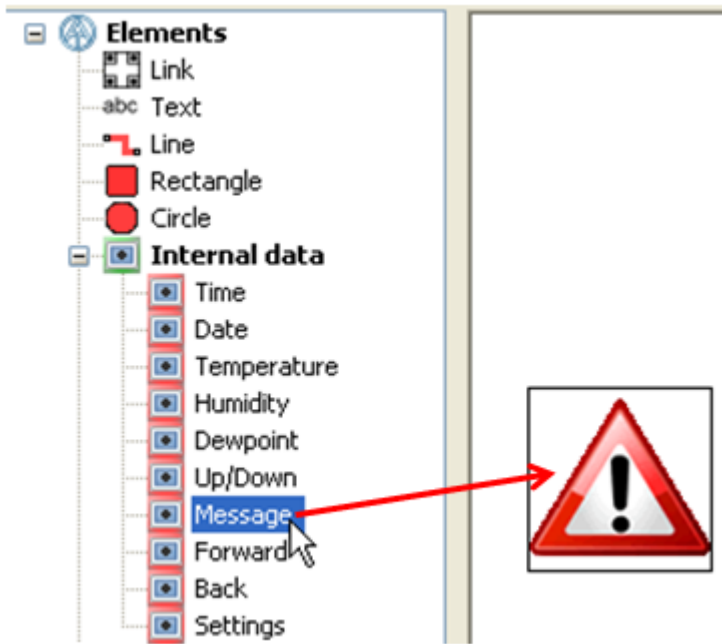 Elements
Link
abc Text
Line
Rectangle
Circle
Internal data
Time
Date
Temperature
Humidity
Dewpoint
Up/Down
Message
Forward
Back
Settings